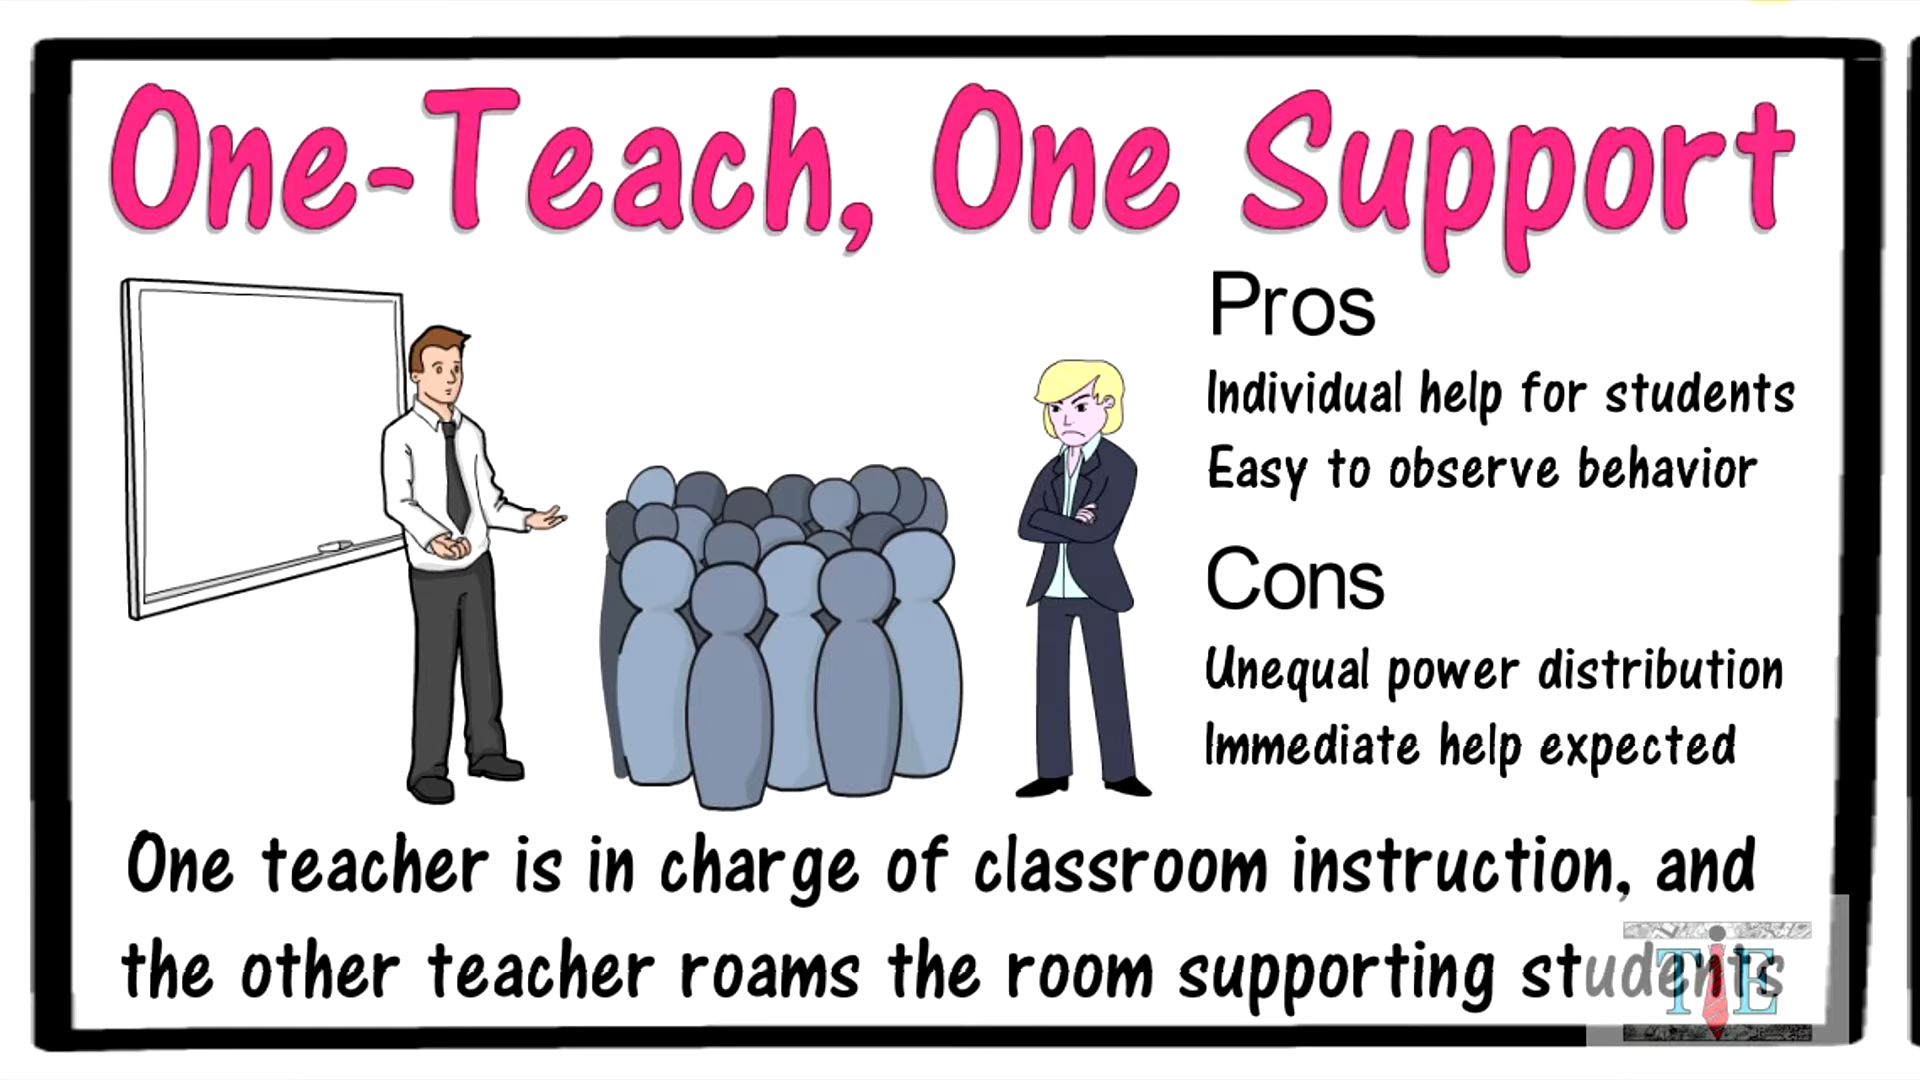 One-Teach, One Support
Pros
Individual help for students
Easy to observe behavior
Cons
Unequal power distribution
Immediate help expected
One teacher is in charge of classroom instruction, and
the other teacher roams the room supporting students
TiE